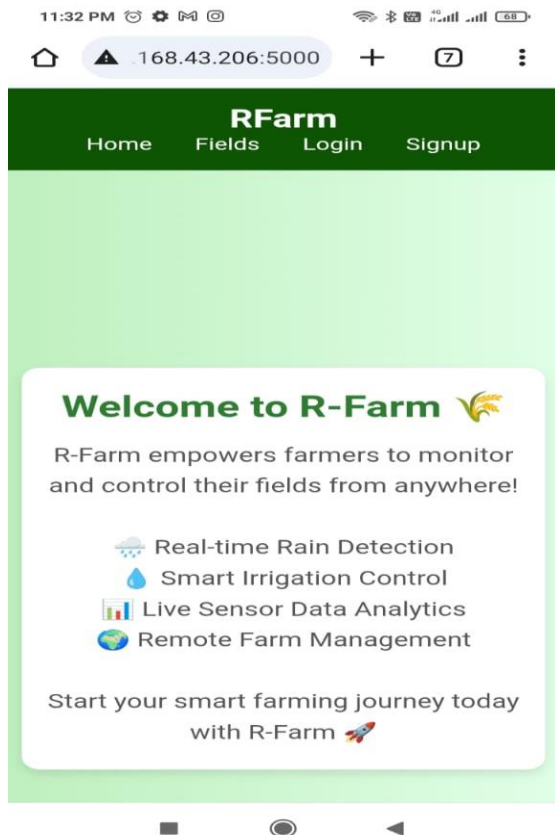 11:32 PM
4G 68
.168.43.206:5000 7
RFarm
Home Fields Login Signup
Welcome to R-Farm 🌾
R-Farm empowers farmers to monitor
and control their fields from anywhere!
🌧️ Real-time Rain Detection
💧 Smart Irrigation Control
📊 Live Sensor Data Analytics
🌍 Remote Farm Management
Start your smart farming journey today
with R-Farm 🚀